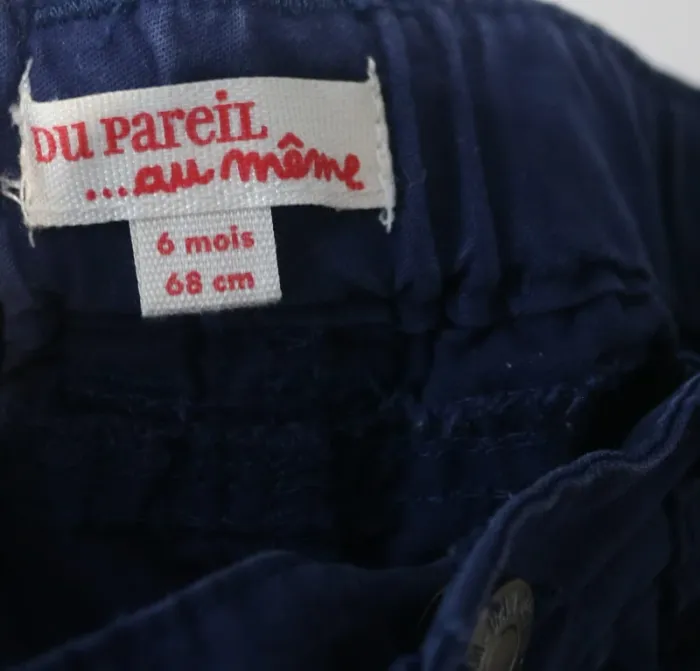 DU PaReiL
...au même
6 mois
68 cm